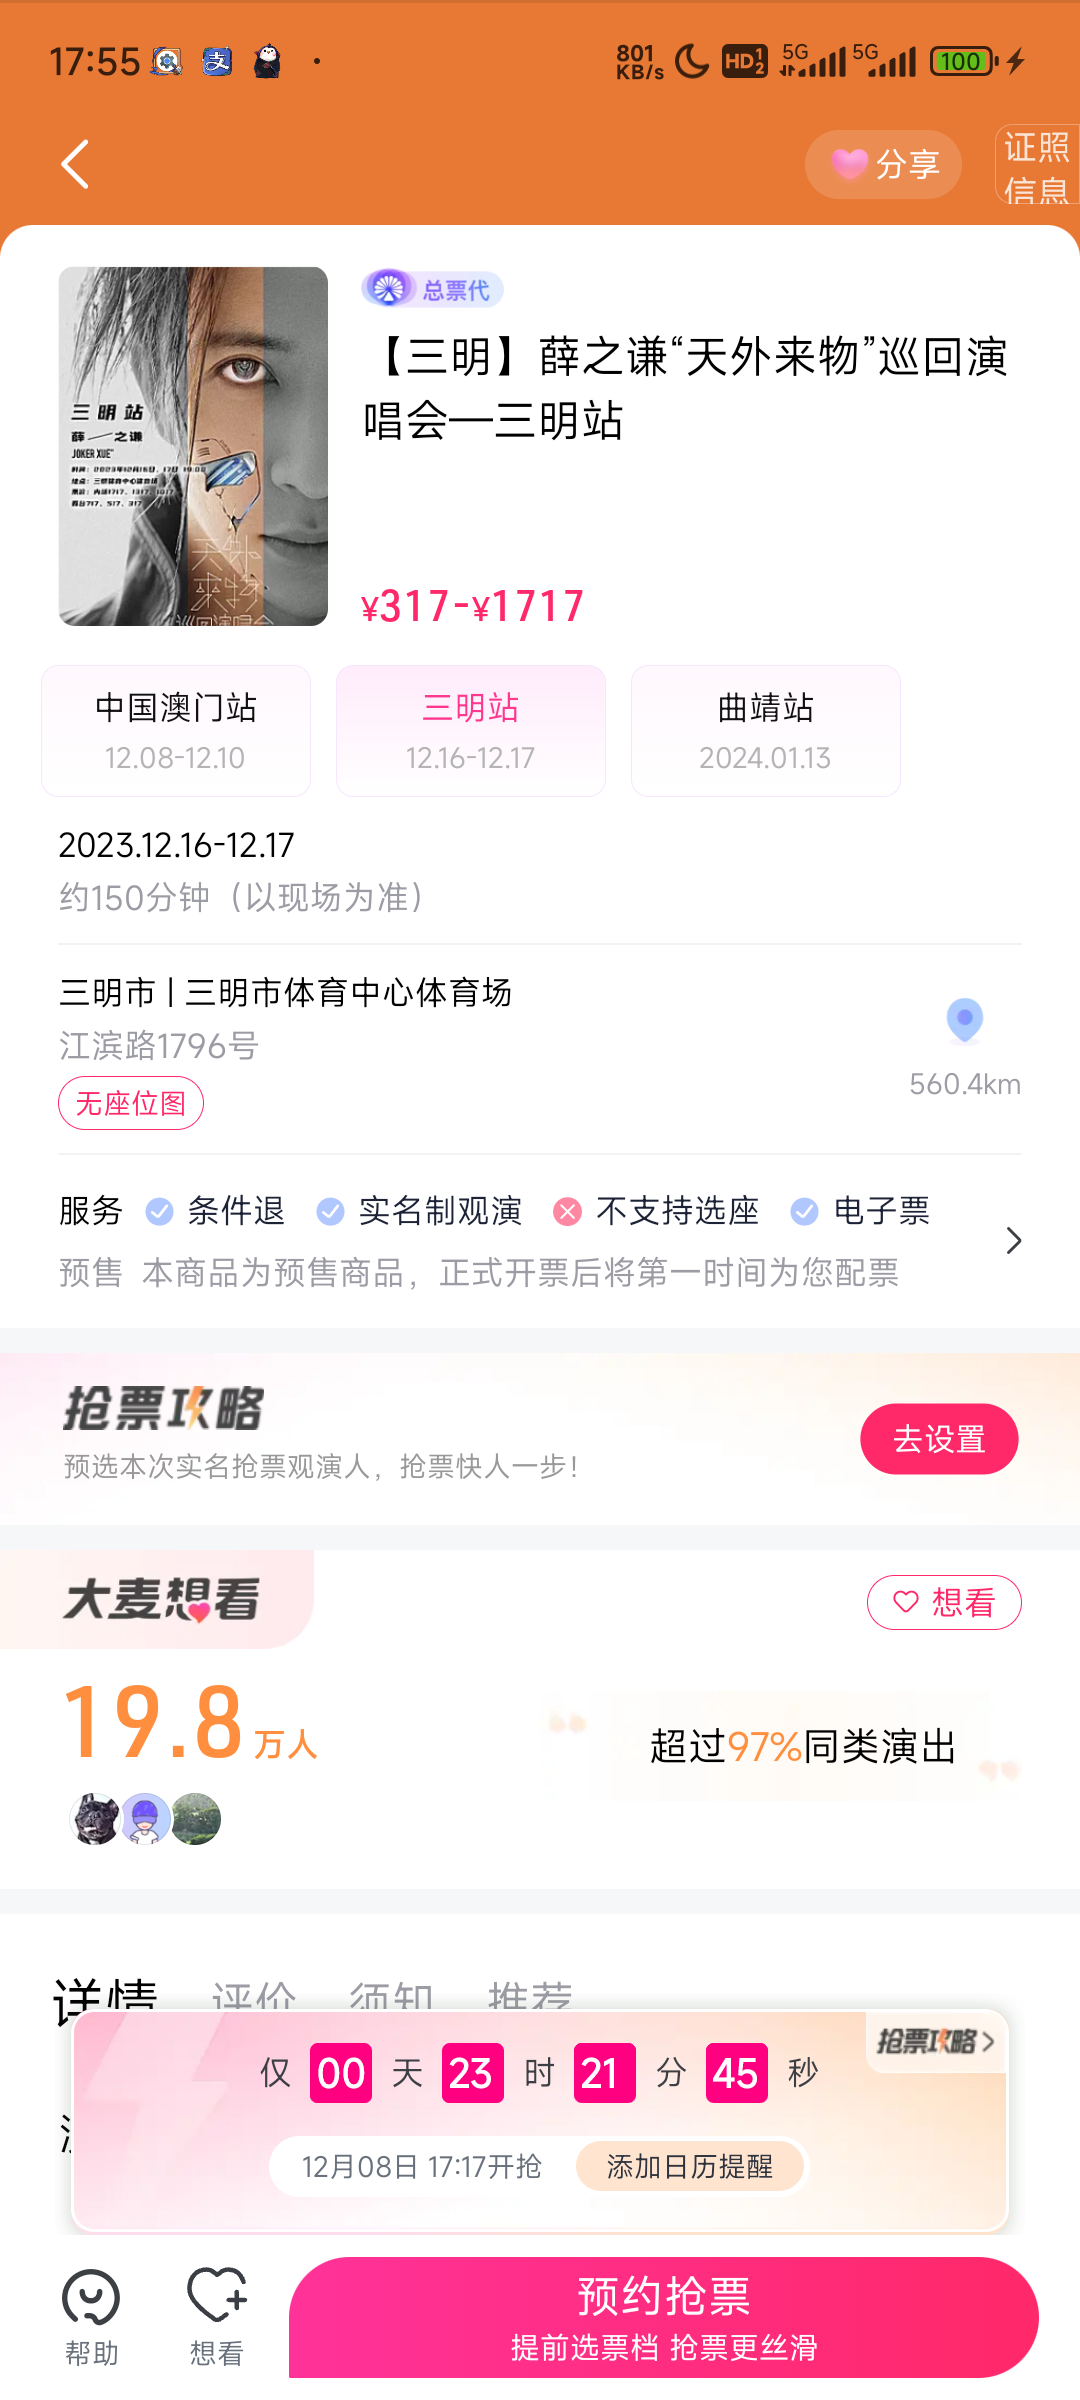 17:55
801 KB/s
HD 1 2
5G
5G
100
分享
证照
信息
三明站
薛之谦
JOKER XUE
天外
来物
巡回演唱会
总票代
【三明】薛之谦“天外来物”巡回演
唱会—三明站
¥317-¥1717
中国澳门站
三明站
曲靖站
12.08-12.10
12.16-12.17
2024.01.13
2023.12.16-12.17
约150分钟（以现场为准）
三明市 | 三明市体育中心体育场
江滨路1796号
560.4km
无座位图
服务 条件退 实名制观演 不支持选座 电子票
预售 本商品为预售商品，正式开票后将第一时间为您配票
抢票攻略
预选本次实名抢票观演人，抢票快人一步！
去设置
大麦想看
想看
19.8万人
超过97%同类演出
详情 评价 须知 推荐
抢票攻略
仅 00 天 23 时 21 分 45 秒
12月08日 17:17开抢
添加日历提醒
帮助
想看
预约抢票
提前选票档 抢票更丝滑